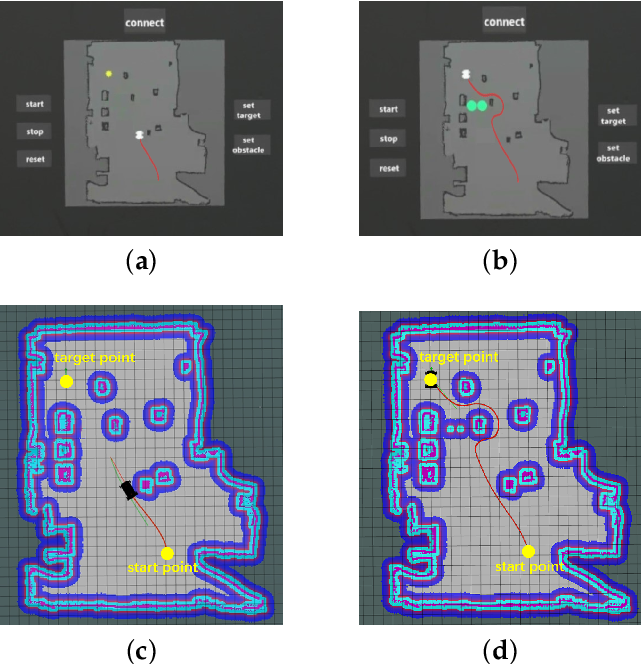 connect
start
stop
reset
set
target
set
obstacle
(a)
connect
start
stop
reset
set
target
set
obstacle
(b)
target point
start point
(c)
target point
start point
(d)